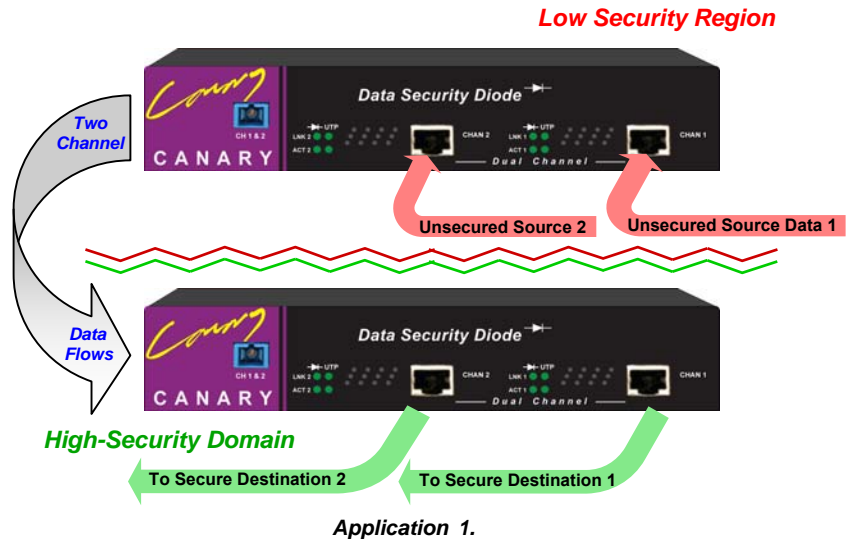 Low Security Region
Canary
Data Security Diode
Two
Channel
CH 1 & 2
UTP
LNK 2
ACT 2
CHAN 2
UTP
LNK 1
ACT 1
CHAN 1
CANARY
Dual Channel
Unsecured Source 2
Unsecured Source Data 1
Canary
Data Security Diode
Data
Flows
CH 1 & 2
UTP
LNK 2
ACT 2
CHAN 2
UTP
LNK 1
ACT 1
CHAN 1
CANARY
Dual Channel
High-Security Domain
To Secure Destination 2
To Secure Destination 1
Application 1.